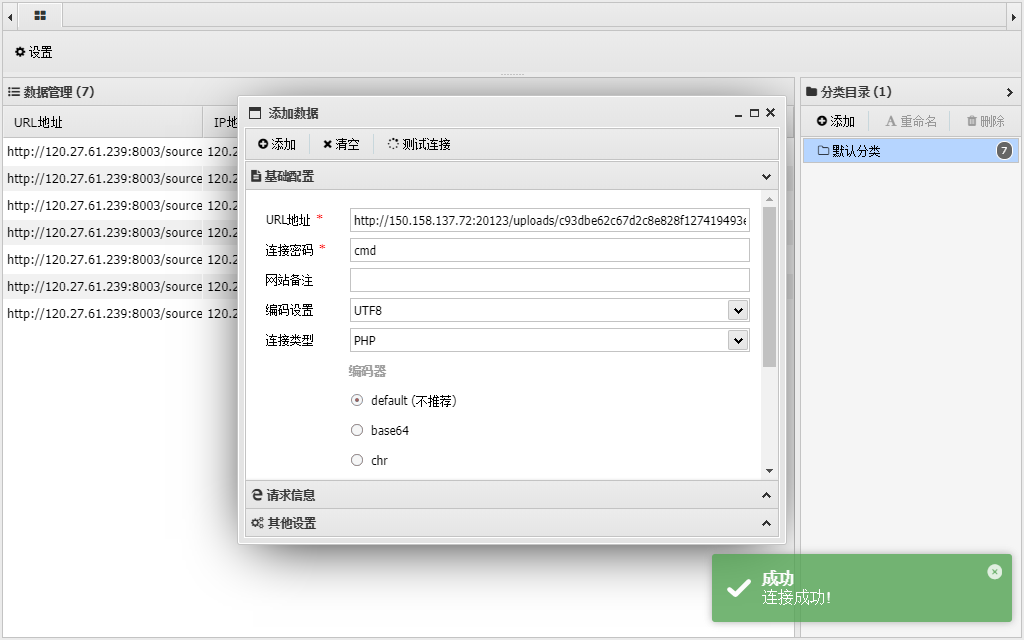 设置
数据管理 (7)
URL地址
IP地
http://120.27.61.239:8003/source 120.2
http://120.27.61.239:8003/source 120.2
http://120.27.61.239:8003/source 120.2
http://120.27.61.239:8003/source 120.2
http://120.27.61.239:8003/source 120.2
http://120.27.61.239:8003/source 120.2
http://120.27.61.239:8003/source 120.2
添加数据
添加
清空
测试连接
基础配置
URL地址 *
http://150.158.137.72:20123/uploads/c93dbe62c67d2c8e828f127419493e
连接密码 *
cmd
网站备注
编码设置
UTF8
连接类型
PHP
编码器
default (不推荐)
base64
chr
请求信息
其他设置
分类目录 (1)
添加
重命名
删除
默认分类
7
成功
连接成功!